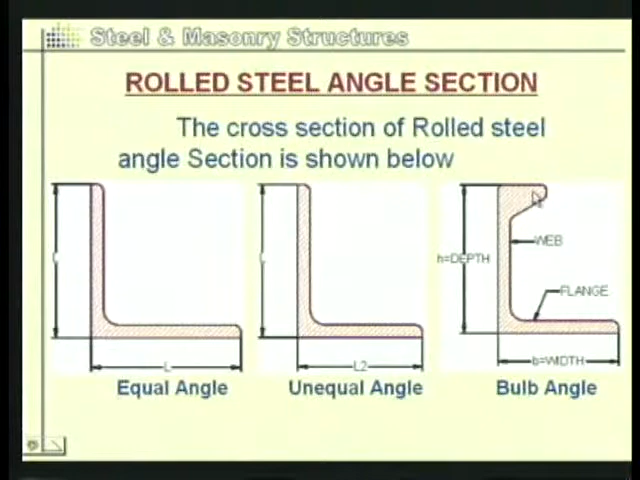 Steel & Masonry Structures
ROLLED STEEL ANGLE SECTION
The cross section of Rolled steel
angle Section is shown below
WEB
h=DEPTH
FLANGE
b=WIDTH
L
L2
Equal Angle
Unequal Angle
Bulb Angle